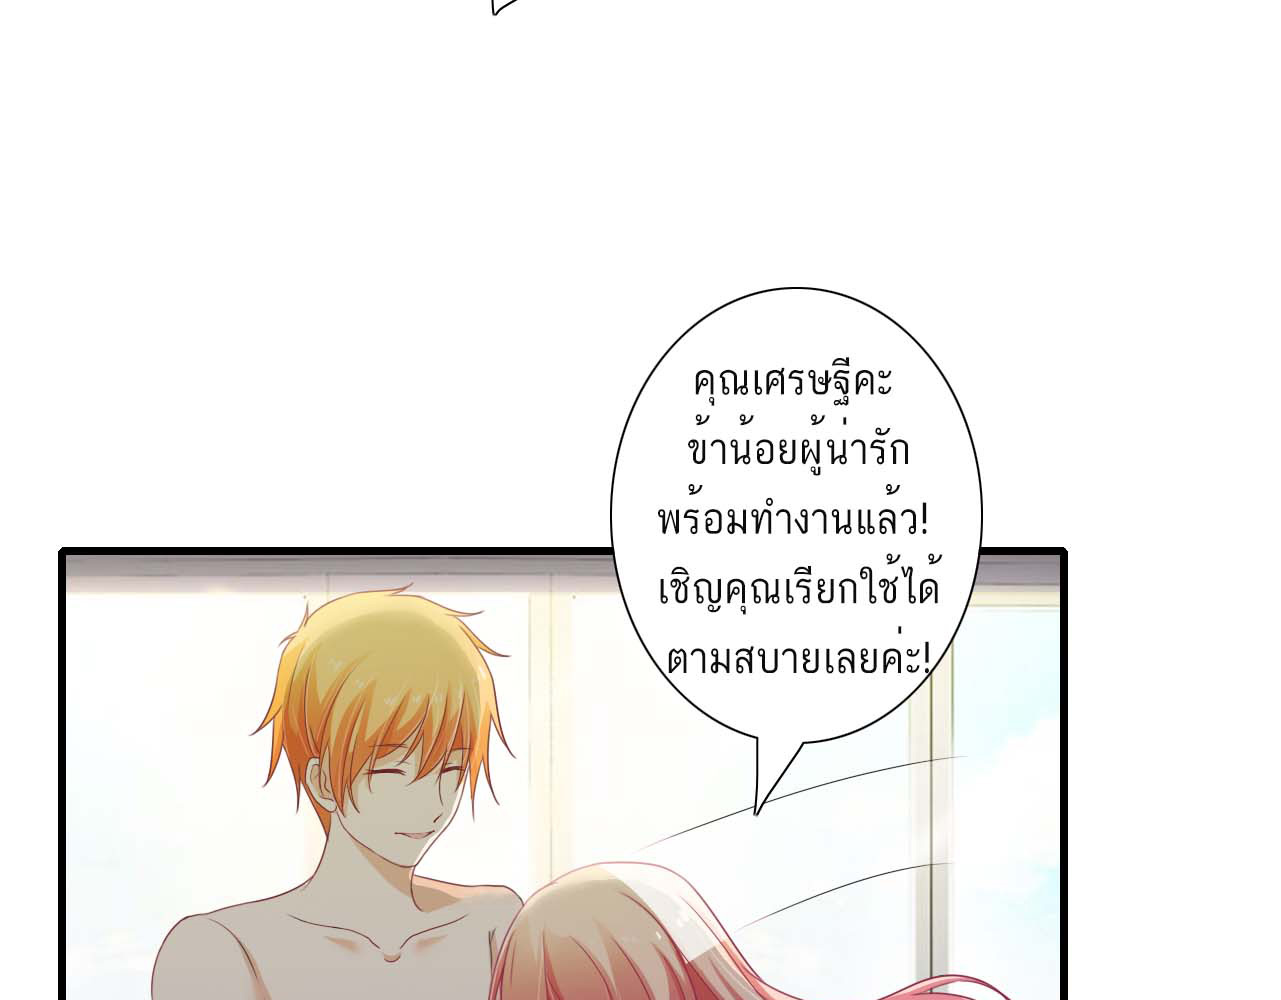 คุณเศรษฐีคะ
ข้าน้อยผู้น่ารัก
พร้อมทำงานแล้ว!
เชิญคุณเรียกใช้ได้
ตามสบายเลยค่ะ!